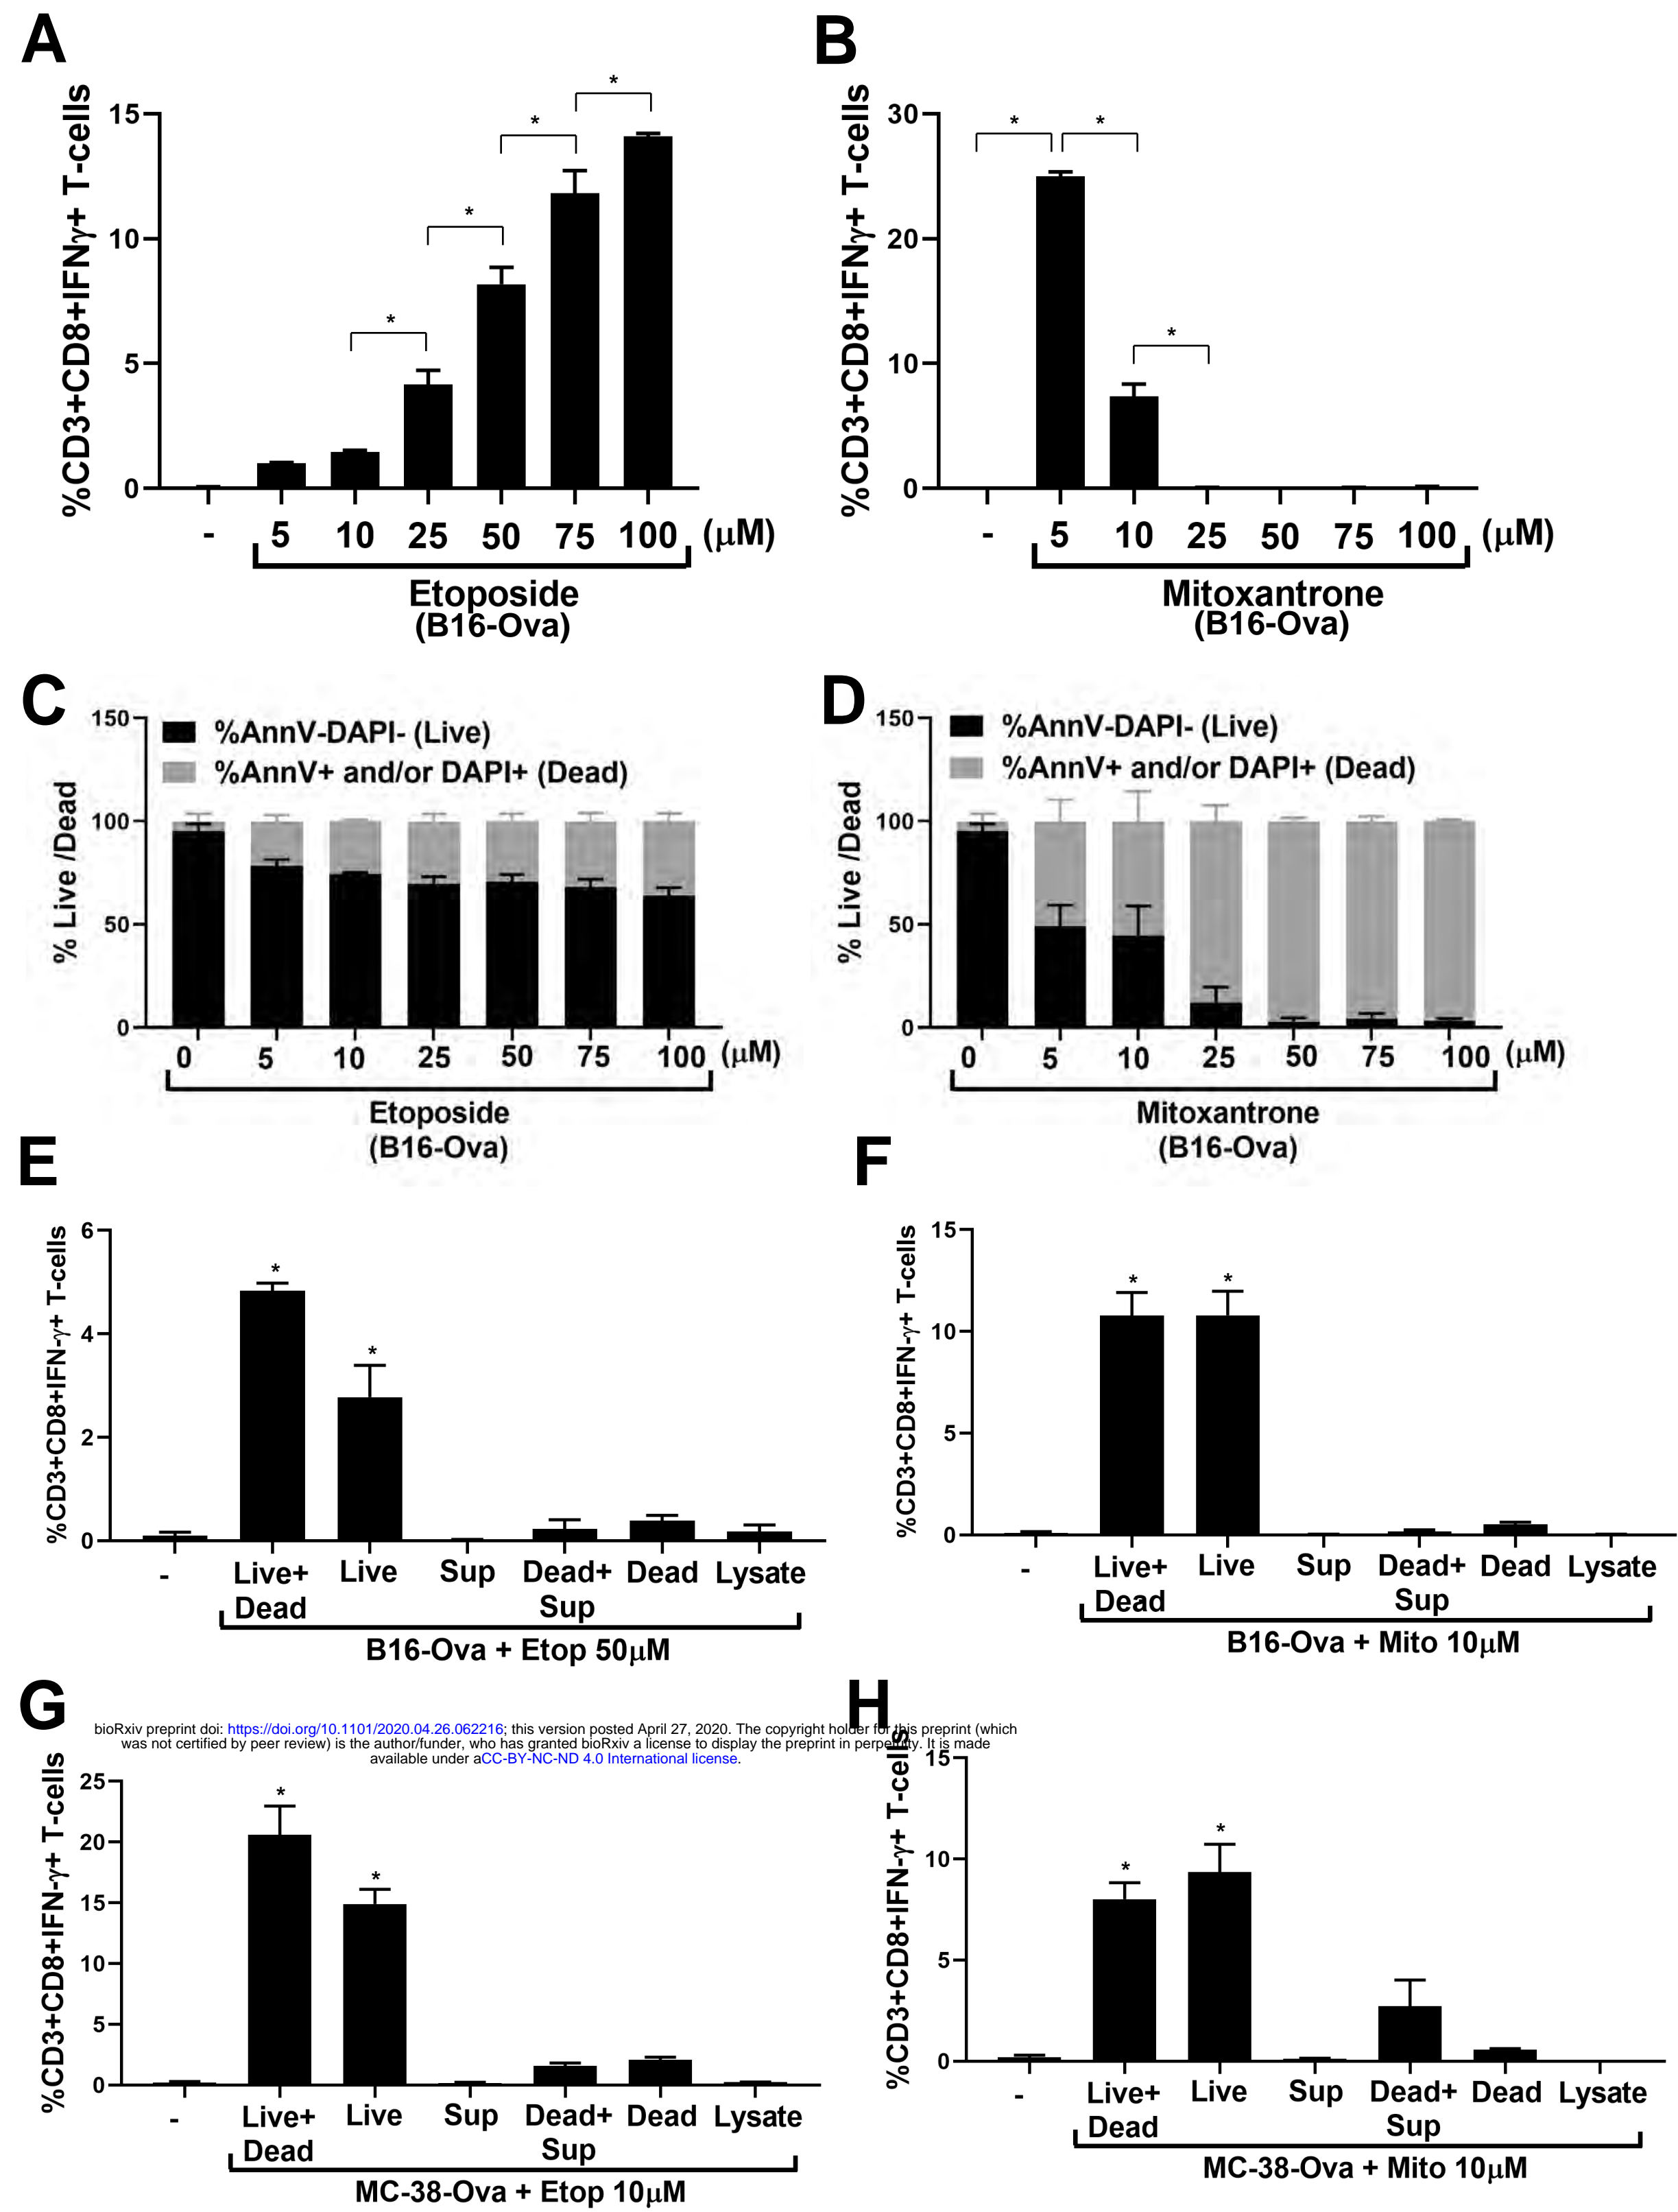 A
%CD3+CD8+IFNγ+ T-cells
15
10
5
0
*
*
*
*
- 5 10 25 50 75 100 (μM)
Etoposide
(B16-Ova)
B
%CD3+CD8+IFNγ+ T-cells
30
20
10
0
* *
*
- 5 10 25 50 75 100 (μM)
Mitoxantrone
(B16-Ova)
C
% Live /Dead
150
100
50
0
%AnnV-DAPI- (Live)
%AnnV+ and/or DAPI+ (Dead)
0 5 10 25 50 75 100 (μM)
Etoposide
(B16-Ova)
D
% Live /Dead
150
100
50
0
%AnnV-DAPI- (Live)
%AnnV+ and/or DAPI+ (Dead)
0 5 10 25 50 75 100 (μM)
Mitoxantrone
(B16-Ova)
E
%CD3+CD8+IFN-γ+ T-cells
6
4
2
0
*
*
- Live+ Live Sup Dead+ Dead Lysate
Dead Sup
B16-Ova + Etop 50μM
F
%CD3+CD8+IFN-γ+ T-cells
15
10
5
0
* *
- Live+ Live Sup Dead+ Dead Lysate
Dead Sup
B16-Ova + Mito 10μM
G
bioRxiv preprint doi: https://doi.org/10.1101/2020.04.26.062216; this version posted April 27, 2020. The copyright holder for this preprint (which
was not certified by peer review) is the author/funder, who has granted bioRxiv a license to display the preprint in perpetuity. It is made
available under aCC-BY-NC-ND 4.0 International license.
%CD3+CD8+IFN-γ+ T-cells
25
20
15
10
5
0
*
*
- Live+ Live Sup Dead+ Dead Lysate
Dead Sup
MC-38-Ova + Etop 10μM
H
%CD3+CD8+IFN-γ+ T-cells
15
10
5
0
*
*
- Live+ Live Sup Dead+ Dead Lysate
Dead Sup
MC-38-Ova + Mito 10μM